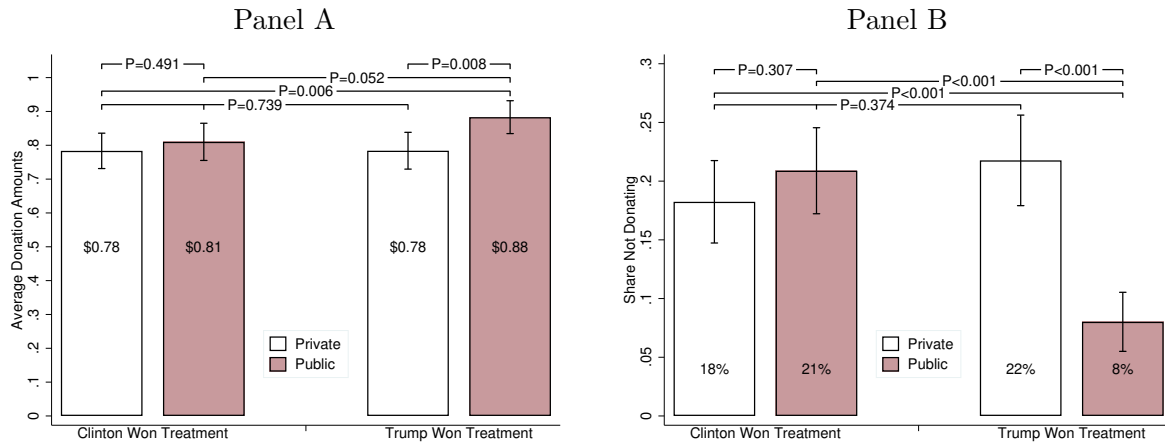 Panel A
P=0.491
P=0.008
P=0.052
P=0.006
P=0.739
Average Donation Amounts
1
.9
.8
.7
.6
.5
.4
.3
.2
.1
0
$0.78
$0.81
$0.78
$0.88
Private
Public
Clinton Won Treatment
Trump Won Treatment
Panel B
P=0.307
P<0.001
P<0.001
P<0.001
P=0.374
Share Not Donating
.3
.25
.2
.15
.1
.05
0
18%
21%
22%
8%
Private
Public
Clinton Won Treatment
Trump Won Treatment